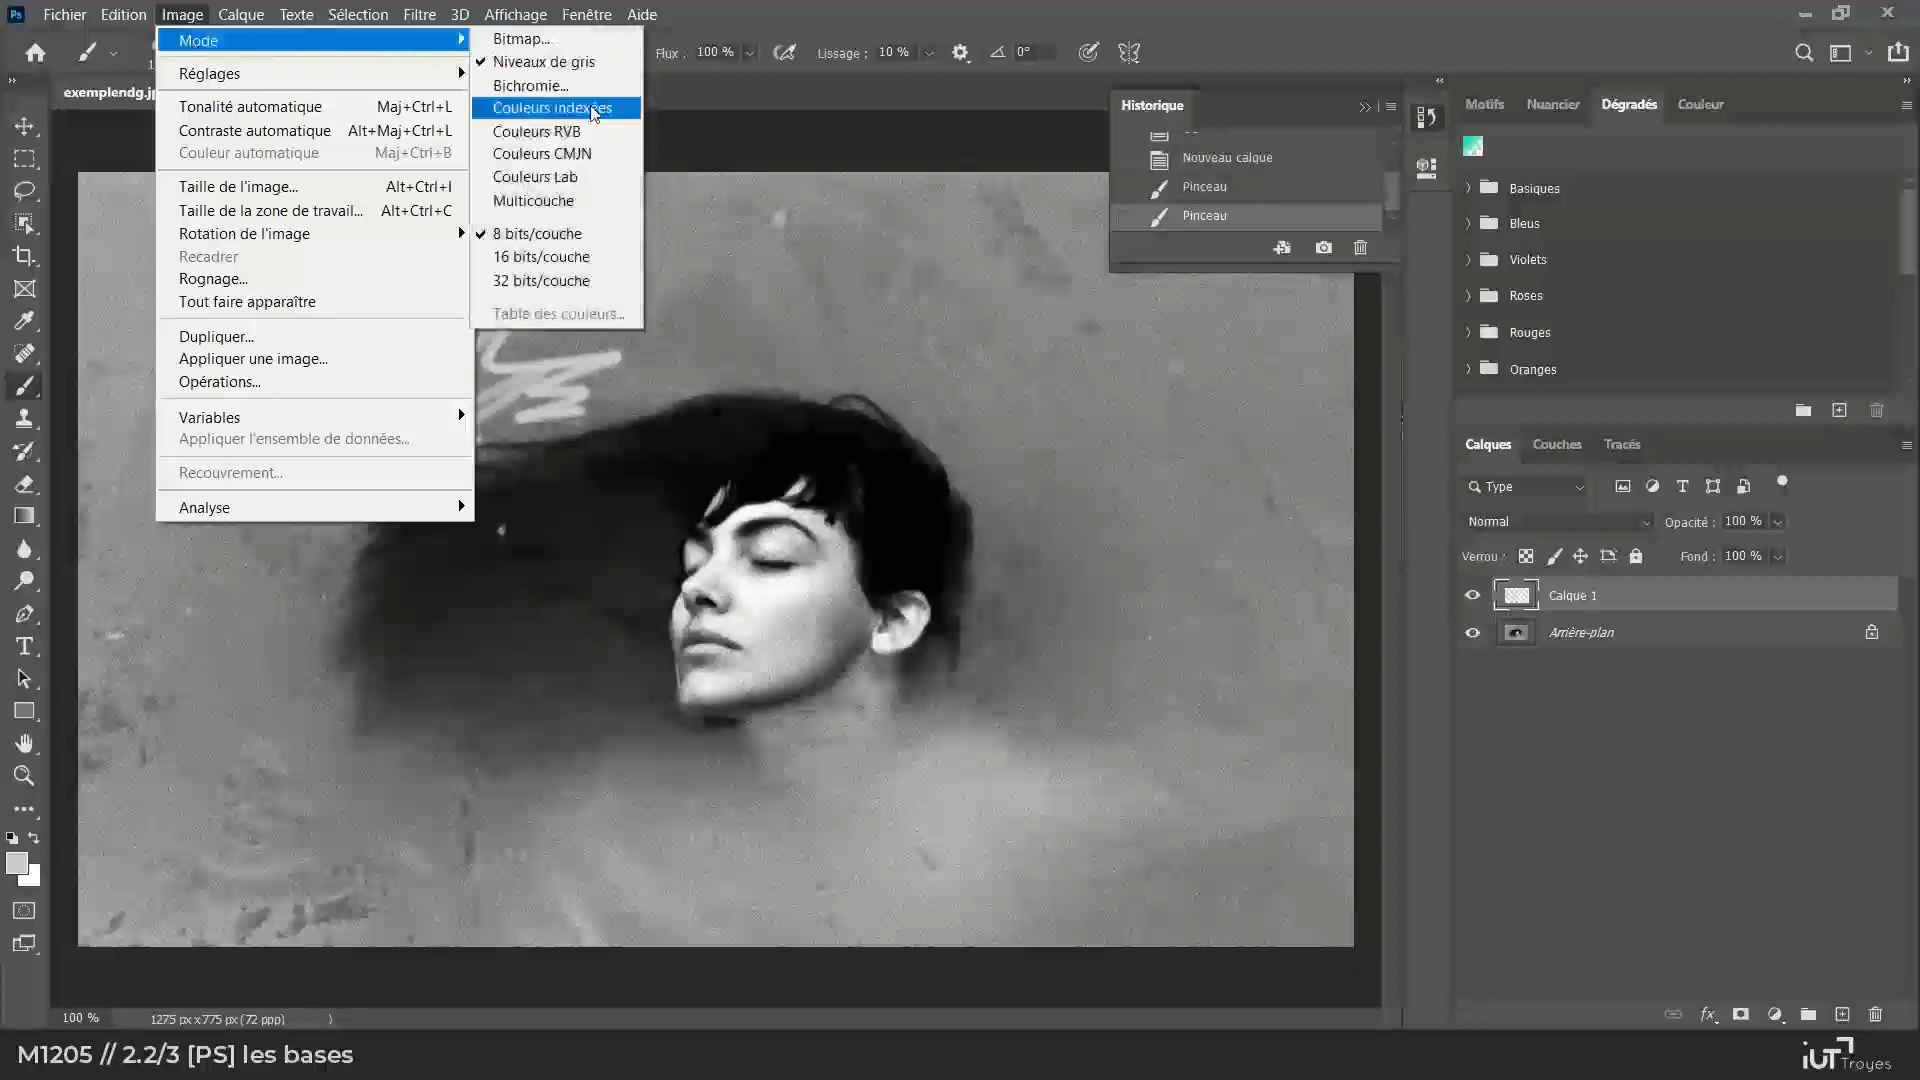 Ps Fichier Edition Image Calque Texte Sélection Filtre 3D Affichage Fenêtre Aide
Flux : 100 % Lissage : 10 % 0°
exemplendg.j
Mode
Réglages
Tonalité automatique Maj+Ctrl+L
Contraste automatique Alt+Maj+Ctrl+L
Couleur automatique Maj+Ctrl+B
Taille de l'image... Alt+Ctrl+I
Taille de la zone de travail... Alt+Ctrl+C
Rotation de l'image
Recadrer
Rognage...
Tout faire apparaître
Dupliquer...
Appliquer une image...
Opérations...
Variables
Appliquer l'ensemble de données...
Recouvrement...
Analyse
Bitmap...
Niveaux de gris
Bichromie...
Couleurs indexées
Couleurs RVB
Couleurs CMJN
Couleurs Lab
Multicouche
8 bits/couche
16 bits/couche
32 bits/couche
Table des couleurs...
Historique
Nouveau calque
Pinceau
Pinceau
Motifs Nuancier Dégradés Couleur
Basiques
Bleus
Violets
Roses
Rouges
Oranges
Calques Couches Tracés
Type
Normal Opacité : 100 %
Verrou : Fond : 100 %
Calque 1
Arrière-plan
100 % 1275 px x 775 px (72 ppp)
M1205 // 2.2/3 [PS] les bases
iUT Troyes